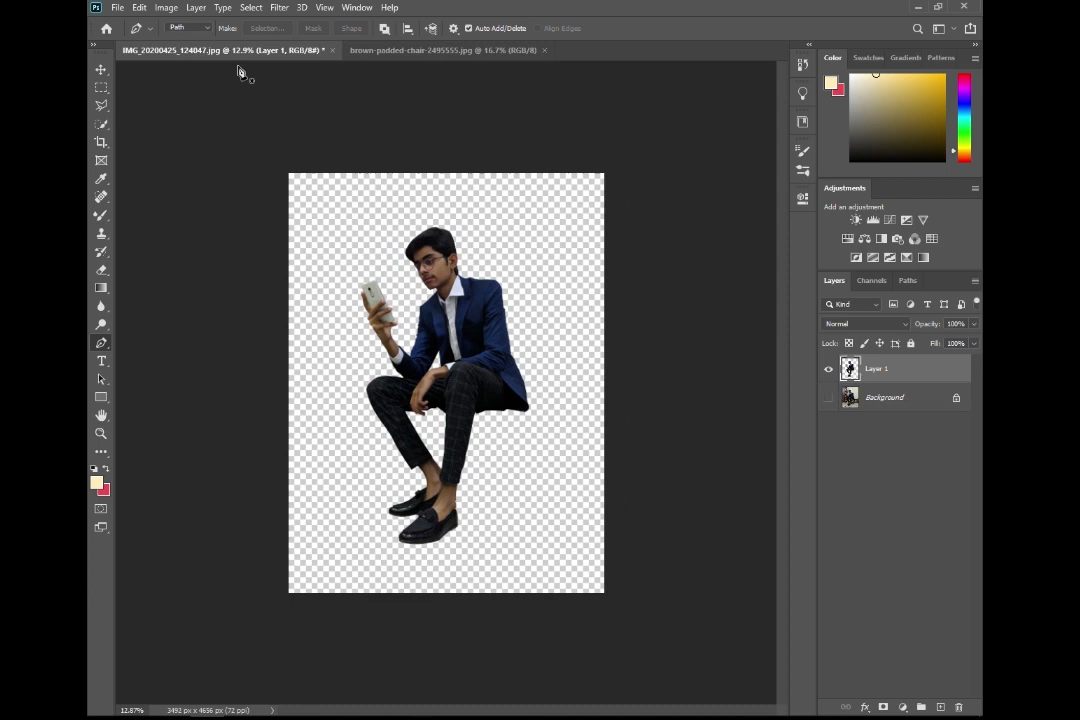 Ps File Edit Image Layer Type Select Filter 3D View Window Help
Path Make: Selection... Mask Shape Auto Add/Delete Align Edges
IMG_20200425_124047.jpg @ 12.9% (Layer 1, RGB/8#) * × brown-padded-chair-2495555.jpg @ 16.7% (RGB/8) ×
Color Swatches Gradients Patterns
Adjustments
Add an adjustment
Layers Channels Paths
Kind
Normal Opacity: 100%
Lock: Fill: 100%
Layer 1
Background
12.87% 3492 px x 4656 px (72 ppi)